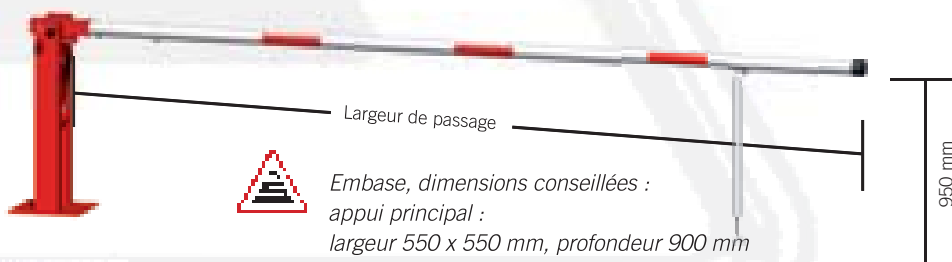 Largeur de passage
950 mm
Embase, dimensions conseillées :
appui principal :
largeur 550 x 550 mm, profondeur 900 mm